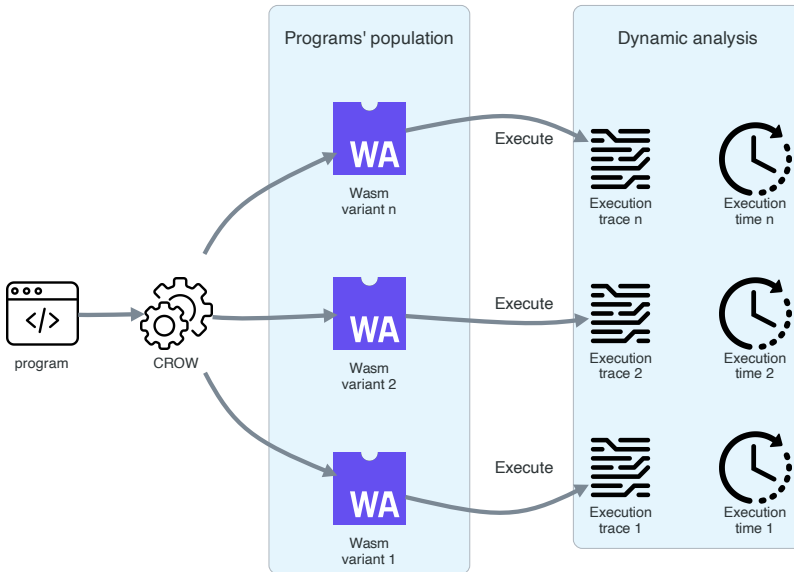 Programs' population
Dynamic analysis
WA
Execute
Wasm
variant n
Execution
trace n
Execution
time n
</>
program
CROW
WA
Execute
Wasm
variant 2
Execution
trace 2
Execution
time 2
WA
Execute
Wasm
variant 1
Execution
trace 1
Execution
time 1